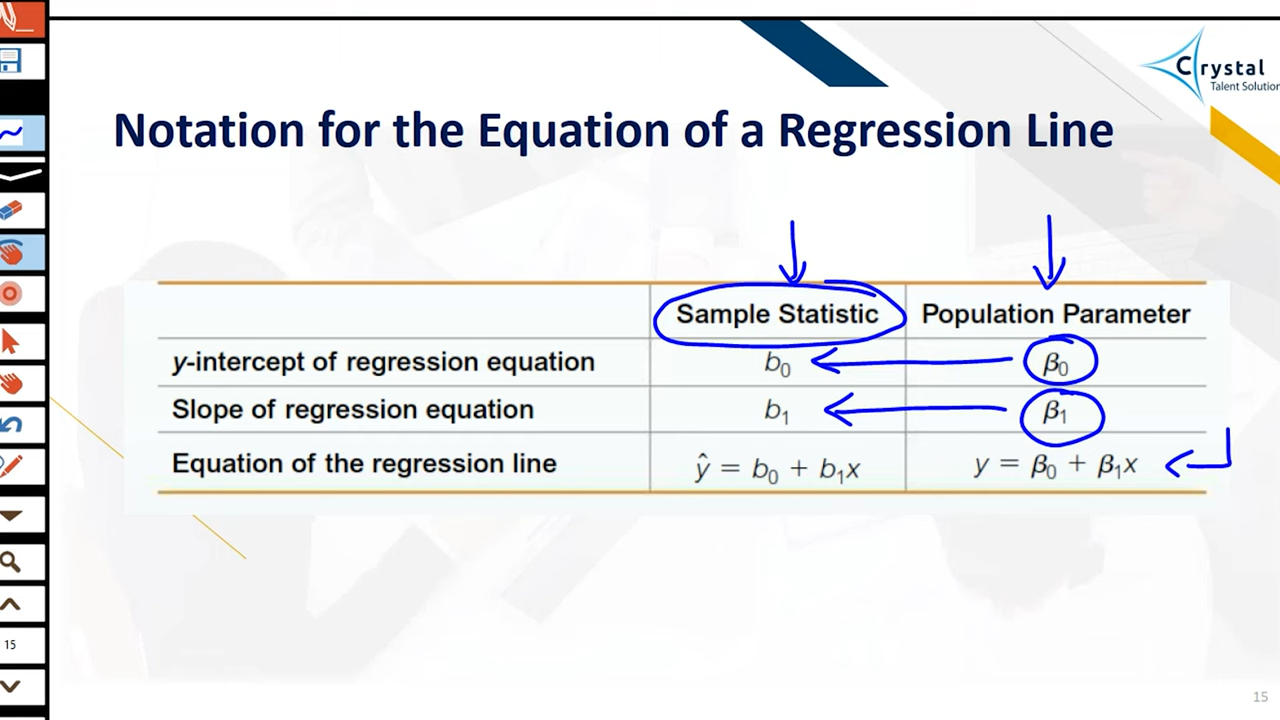 Crystal
Talent Solution
Notation for the Equation of a Regression Line
Sample Statistic Population Parameter
y-intercept of regression equation b₀ β₀
Slope of regression equation b₁ β₁
Equation of the regression line ŷ = b₀ + b₁x y = β₀ + β₁x
15
15